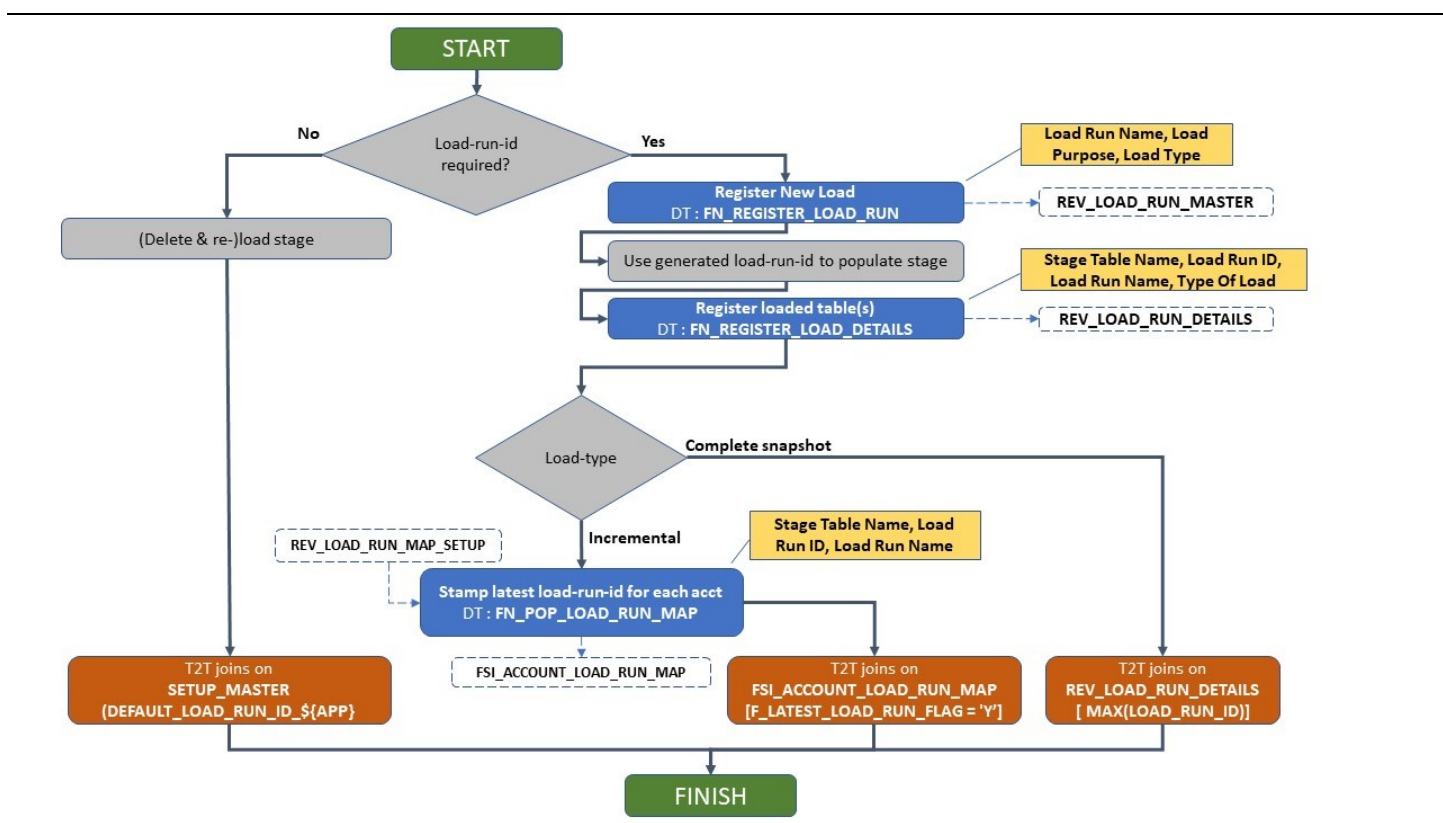 START
Load-run-id
required?
No
Yes
Load Run Name, Load
Purpose, Load Type
Register New Load
DT : FN_REGISTER_LOAD_RUN
REV_LOAD_RUN_MASTER
(Delete & re-)load stage
Use generated load-run-id to populate stage
Stage Table Name, Load Run ID,
Load Run Name, Type Of Load
Register loaded table(s)
DT : FN_REGISTER_LOAD_DETAILS
REV_LOAD_RUN_DETAILS
Load-type
Complete snapshot
Incremental
Stage Table Name, Load
Run ID, Load Run Name
REV_LOAD_RUN_MAP_SETUP
Stamp latest load-run-id for each acct
DT : FN_POP_LOAD_RUN_MAP
FSI_ACCOUNT_LOAD_RUN_MAP
T2T joins on
SETUP_MASTER
(DEFAULT_LOAD_RUN_ID_${APP}
T2T joins on
FSI_ACCOUNT_LOAD_RUN_MAP
[F_LATEST_LOAD_RUN_FLAG = 'Y’]
T2T joins on
REV_LOAD_RUN_DETAILS
[ MAX(LOAD_RUN_ID)]
FINISH